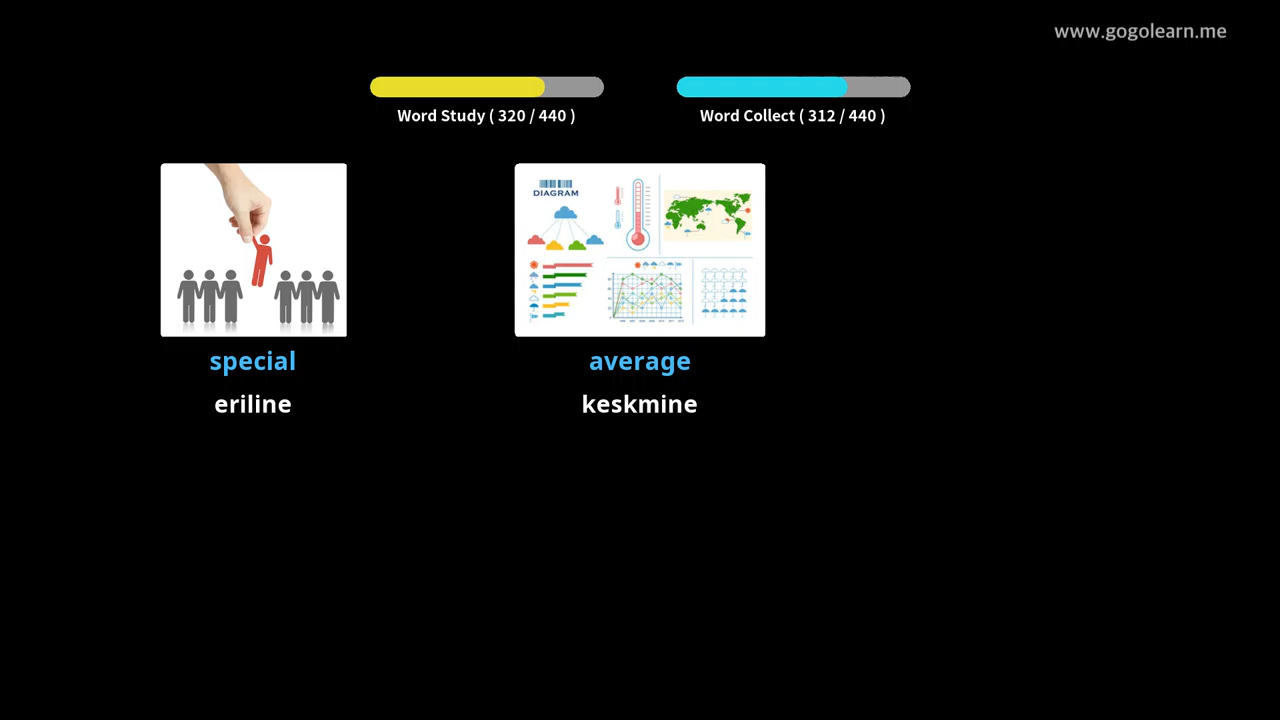 www.gogolearn.me
Word Study ( 320 / 440 )
Word Collect ( 312 / 440 )
DIAGRAM
special
average
eriline
keskmine